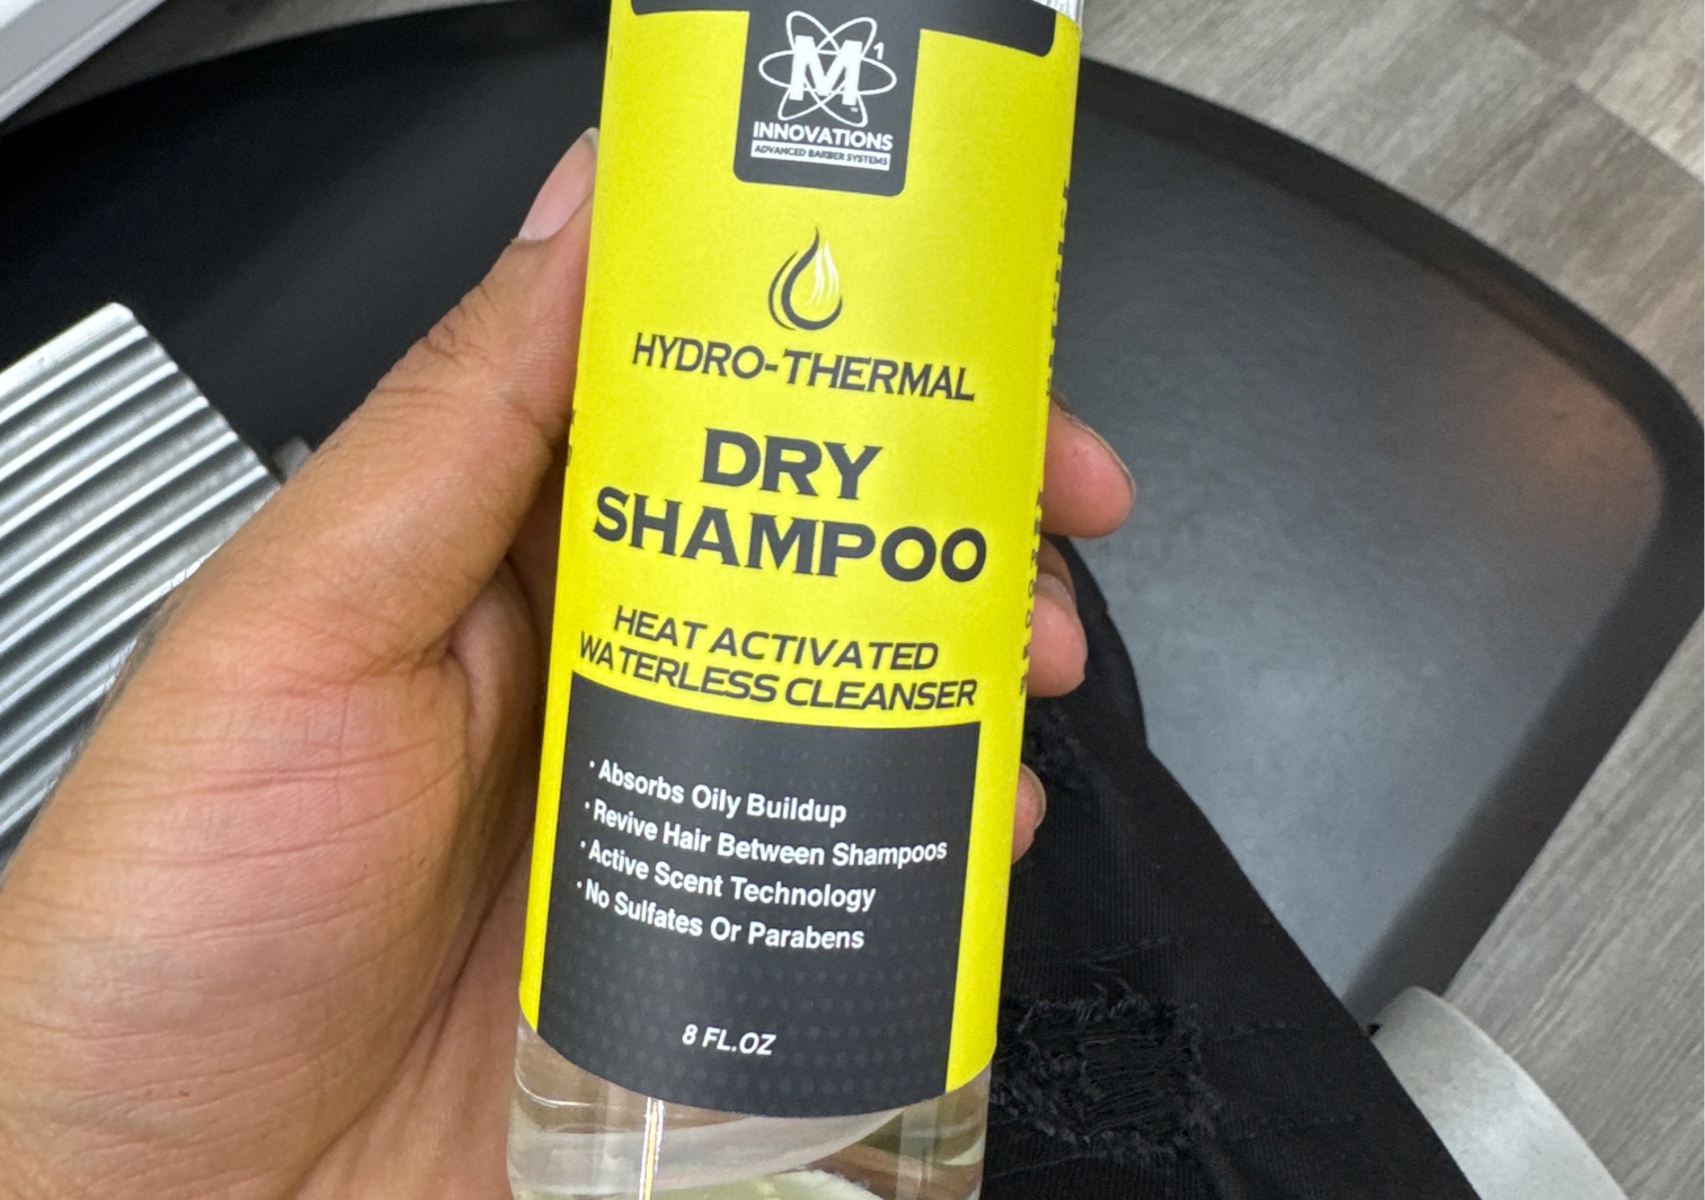 M1
INNOVATIONS
ADVANCED BARBER SYSTEMS
HYDRO-THERMAL
DRY
SHAMPOO
HEAT ACTIVATED
WATERLESS CLEANSER
· Absorbs Oily Buildup
· Revive Hair Between Shampoos
· Active Scent Technology
· No Sulfates Or Parabens
8 FL.OZ